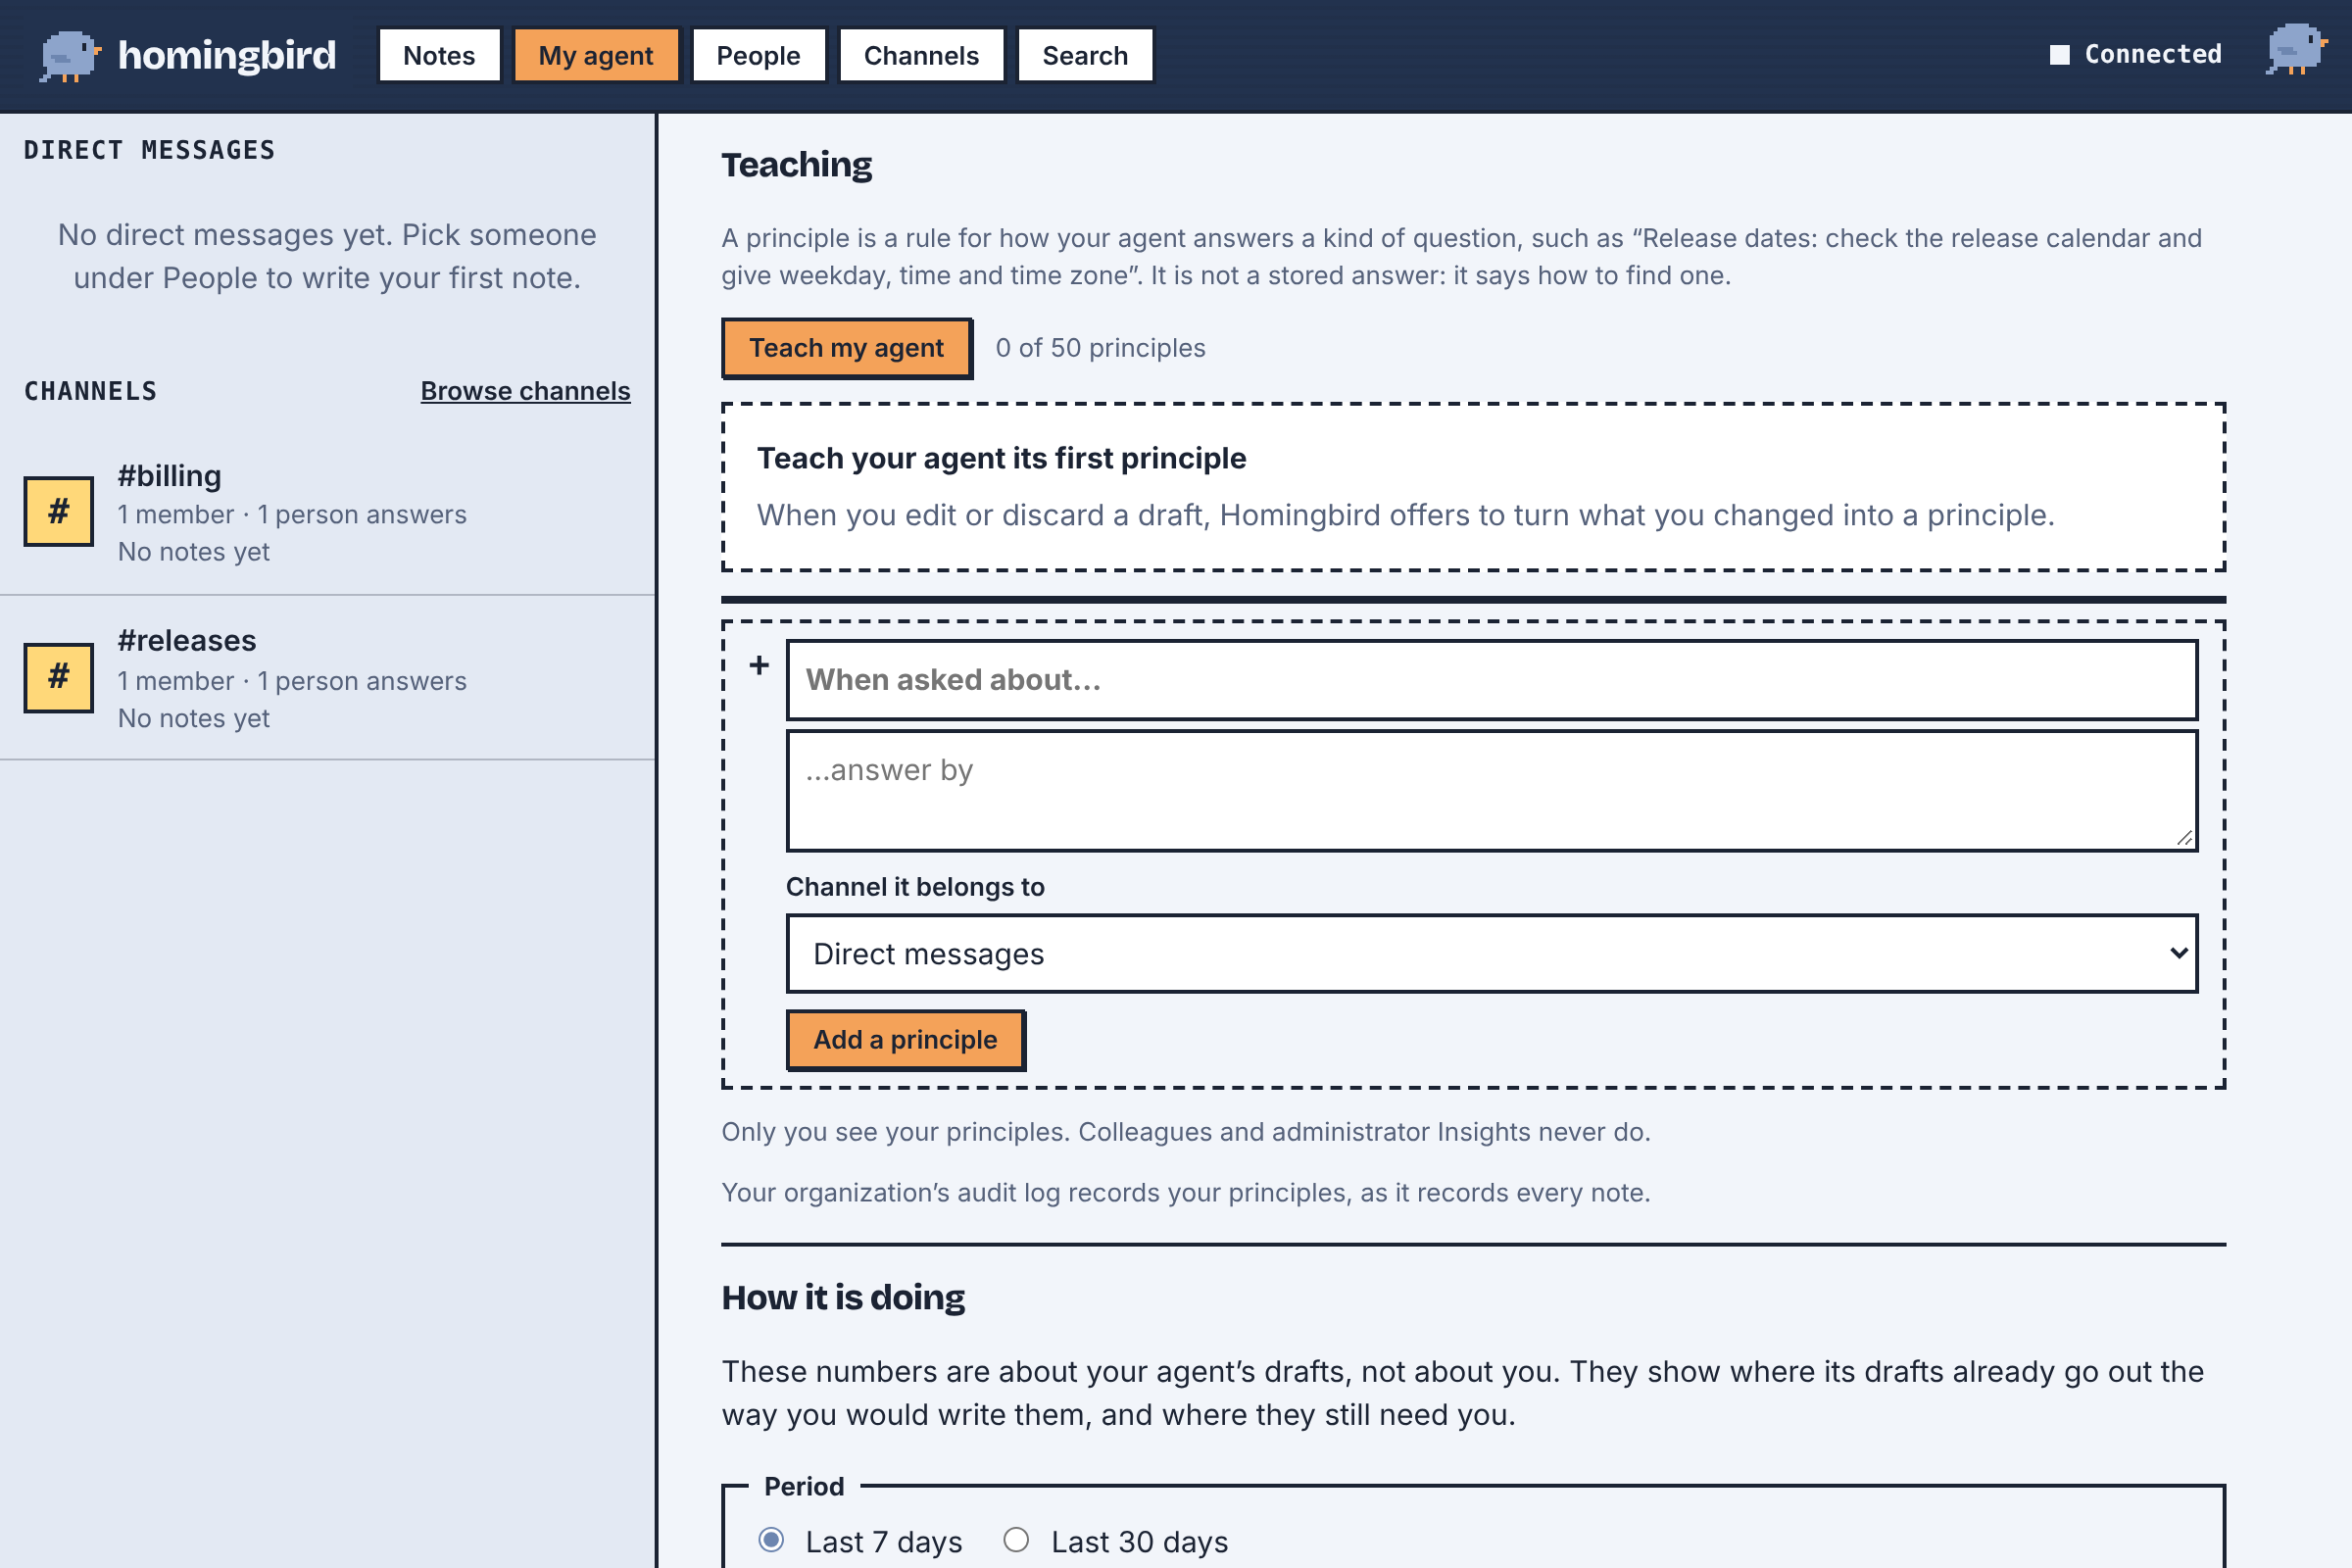 homingbird
Notes
My agent
People
Channels
Search
Connected
DIRECT MESSAGES
No direct messages yet. Pick someone
under People to write your first note.
CHANNELS
Browse channels
#
#billing
1 member · 1 person answers
No notes yet
#
#releases
1 member · 1 person answers
No notes yet
Teaching
A principle is a rule for how your agent answers a kind of question, such as “Release dates: check the release calendar and
give weekday, time and time zone”. It is not a stored answer: it says how to find one.
Teach my agent
0 of 50 principles
Teach your agent its first principle
When you edit or discard a draft, Homingbird offers to turn what you changed into a principle.
+
When asked about...
...answer by
Channel it belongs to
Direct messages
Add a principle
Only you see your principles. Colleagues and administrator Insights never do.
Your organization’s audit log records your principles, as it records every note.
How it is doing
These numbers are about your agent’s drafts, not about you. They show where its drafts already go out the
way you would write them, and where they still need you.
Period
Last 7 days
Last 30 days